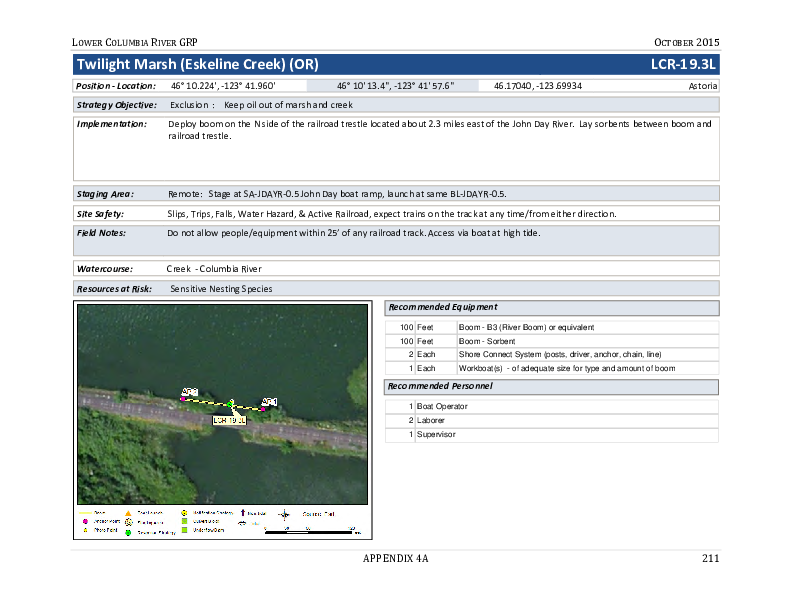 LOWER COLUMBIA RIVER GRP OCTOBER 2015
Twilight Marsh (Eskeline Creek) (OR) LCR-19.3L
Position - Location: 46° 10.224', -123° 41.960' 46° 10' 13.4", -123° 41' 57.6" 46.17040, -123.69934 Astoria
Strategy Objective: Exclusion : Keep oil out of marsh and creek
Implementation: Deploy boom on the N side of the railroad trestle located about 2.3 miles east of the John Day River. Lay sorbents between boom and
railroad trestle.
Staging Area: Remote: Stage at SA-JDAYR-0.5 John Day boat ramp, launch at same BL-JDAYR-0.5.
Site Safety: Slips, Trips, Falls, Water Hazard, & Active Railroad, expect trains on the track at any time/from either direction.
Field Notes: Do not allow people/equipment within 25' of any railroad track. Access via boat at high tide.
Watercourse: Creek - Columbia River
Resources at Risk: Sensitive Nesting Species
Recommended Equipment
100 Feet Boom - B3 (River Boom) or equivalent
100 Feet Boom - Sorbent
2 Each Shore Connect System (posts, driver, anchor, chain, line)
1 Each Workboat(s) - of adequate size for type and amount of boom
Recommended Personnel
1 Boat Operator
2 Laborer
1 Supervisor
LCR-19.3L
Anchor Point
Photo Point
APPENDIX 4A 211